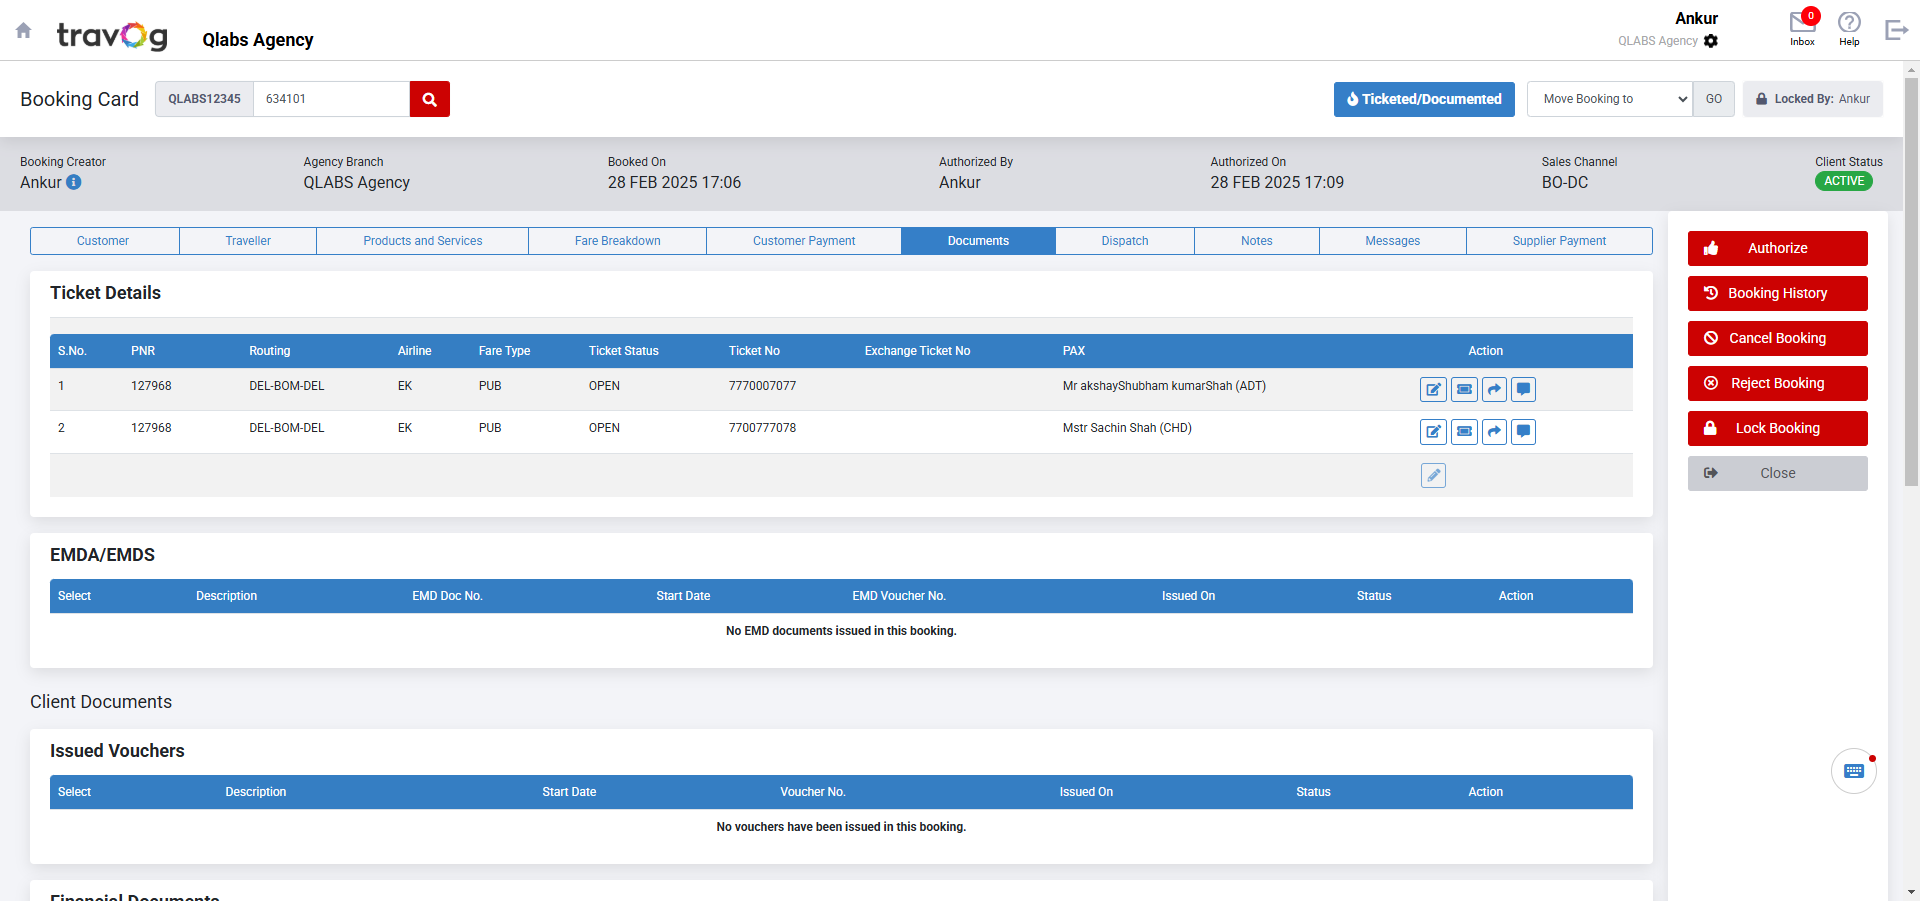 travog
Qlabs Agency
Ankur
QLABS Agency
0
Inbox
Help
Booking Card
QLABS12345
634101
Ticketed/Documented
Move Booking to
GO
Locked By: Ankur
Booking Creator
Ankur
Agency Branch
QLABS Agency
Booked On
28 FEB 2025 17:06
Authorized By
Ankur
Authorized On
28 FEB 2025 17:09
Sales Channel
BO-DC
Client Status
ACTIVE
Customer
Traveller
Products and Services
Fare Breakdown
Customer Payment
Documents
Dispatch
Notes
Messages
Supplier Payment
Authorize
Booking History
Cancel Booking
Reject Booking
Lock Booking
Close
Ticket Details
S.No. PNR Routing Airline Fare Type Ticket Status Ticket No Exchange Ticket No PAX Action
1 127968 DEL-BOM-DEL EK PUB OPEN 7770007077 Mr akshayShubham kumarShah (ADT)
2 127968 DEL-BOM-DEL EK PUB OPEN 7700777078 Mstr Sachin Shah (CHD)
EMDA/EMDS
Select Description EMD Doc No. Start Date EMD Voucher No. Issued On Status Action
No EMD documents issued in this booking.
Client Documents
Issued Vouchers
Select Description Start Date Voucher No. Issued On Status Action
No vouchers have been issued in this booking.
Financial Documents